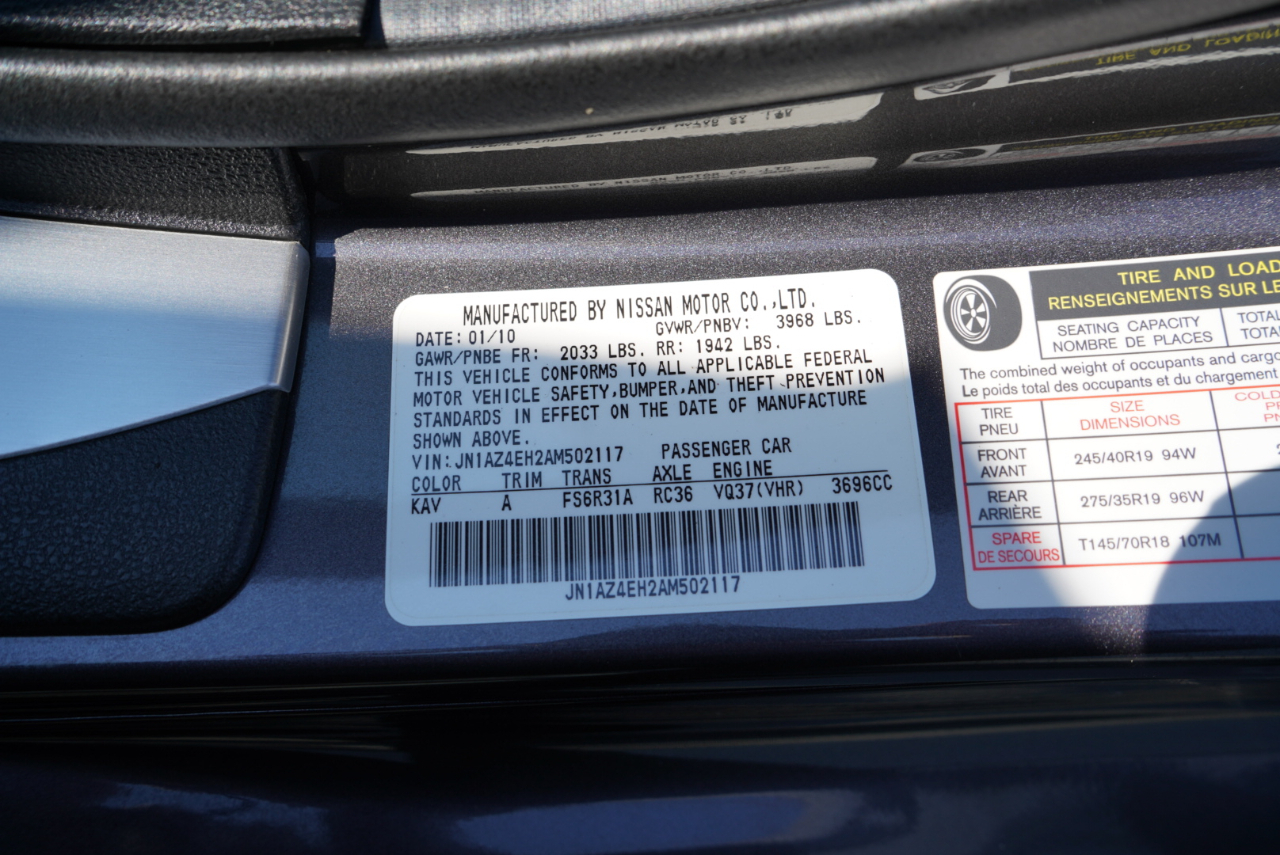 MANUFACTURED BY NISSAN MOTOR CO.,LTD.
DATE: 01/10 GVWR/PNBV: 3968 LBS.
GAWR/PNBE FR: 2033 LBS. RR: 1942 LBS.
THIS VEHICLE CONFORMS TO ALL APPLICABLE FEDERAL
MOTOR VEHICLE SAFETY,BUMPER,AND THEFT PREVENTION
STANDARDS IN EFFECT ON THE DATE OF MANUFACTURE
SHOWN ABOVE.
VIN: JN1AZ4EH2AM502117 PASSENGER CAR
COLOR TRIM TRANS AXLE ENGINE
KAV A FS6R31A RC36 VQ37(VHR) 3696CC
JN1AZ4EH2AM502117
TIRE AND LOAD
RENSEIGNEMENTS SUR LE
SEATING CAPACITY TOTAL
NOMBRE DE PLACES TOTA
The combined weight of occupants and cargo
Le poids total des occupants et du chargement
TIRE SIZE COLD
PNEU DIMENSIONS
FRONT
AVANT 245/40R19 94W
REAR
ARRIÈRE 275/35R19 96W
SPARE
DE SECOURS T145/70R18 107M